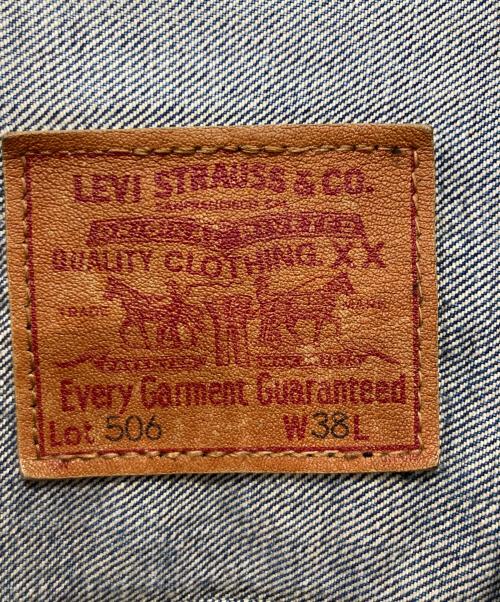 LEVI STRAUSS & CO.
QUALITY CLOTHING. XX
TRADE MARK
Every Garment Guaranteed
Lot 506 W38L